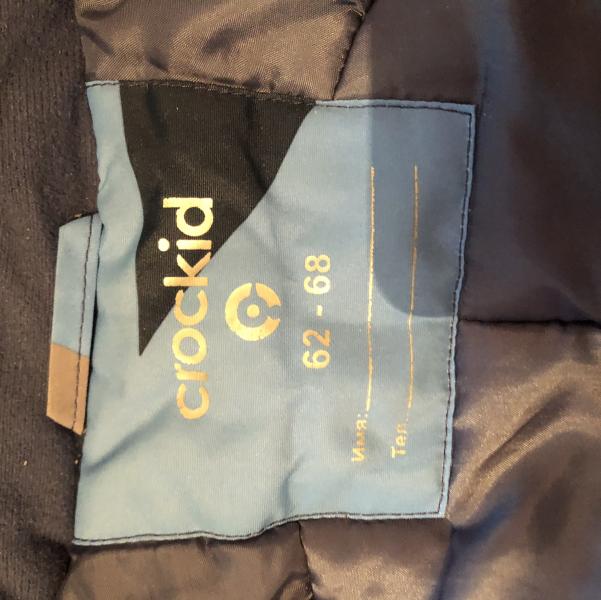 crockid
62 - 68
Имя:
Тел.